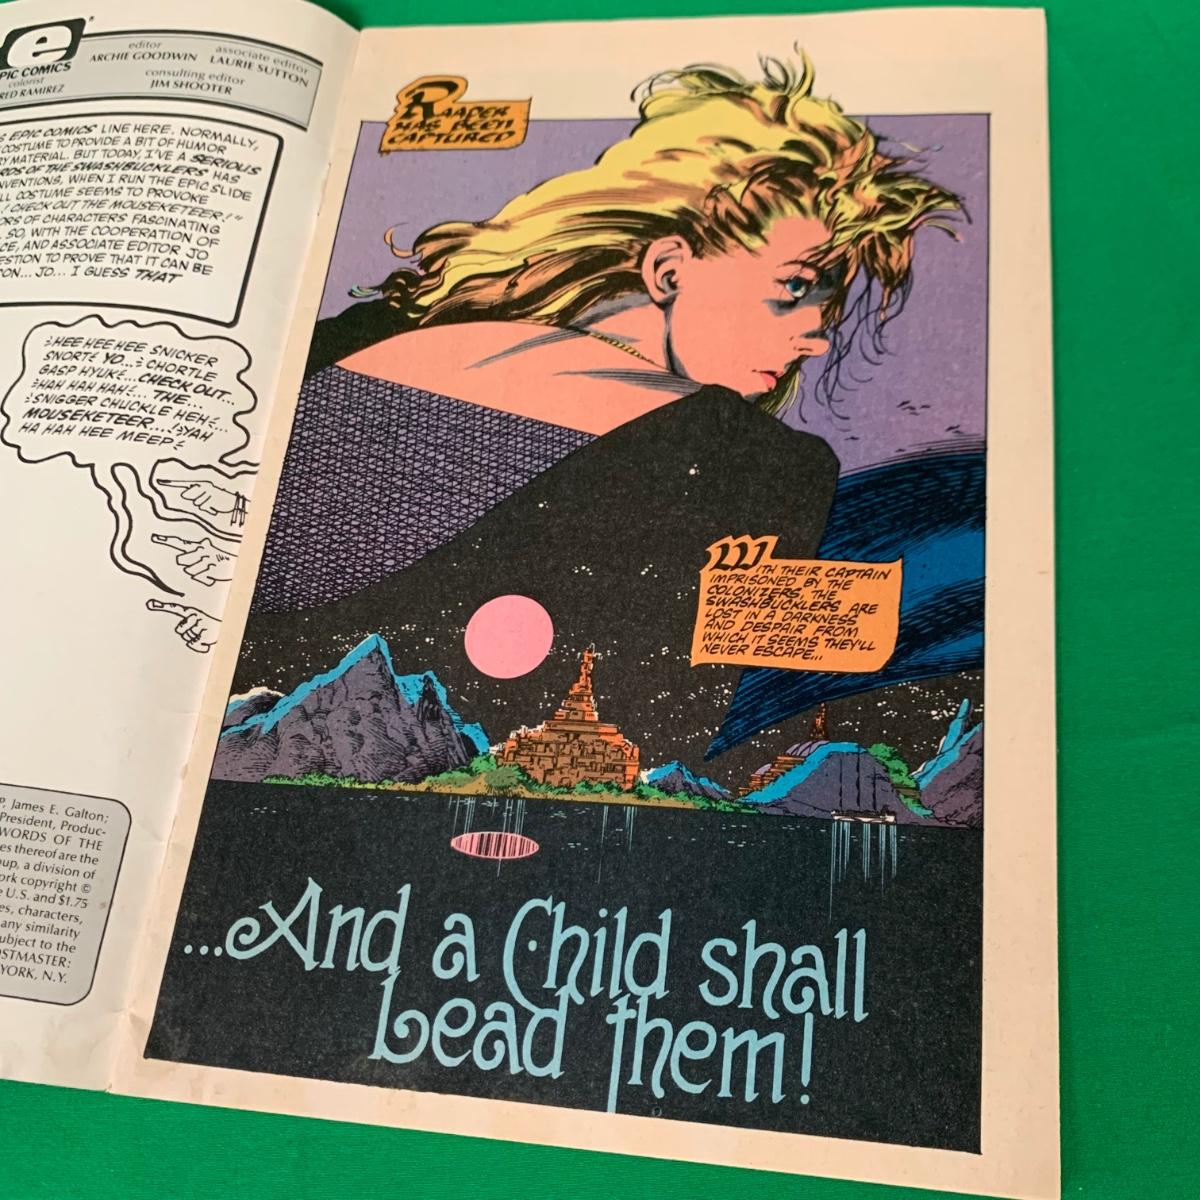 e®
EPIC COMICS
colorist
RED RAMIREZ
editor
ARCHIE GOODWIN
associate editor
LAURIE SUTTON
consulting editor
JIM SHOOTER
EPIC COMICS LINE HERE, NORMALLY,
COSTUME TO PROVIDE A BIT OF HUMOR
MATERIAL. BUT TODAY, I'VE A SERIOUS
OF THE SWASHBUCKLERS HAS
WHEN I RUN THE EPIC SLIDE
COSTUME SEEMS TO PROVOKE
! CHECK OUT THE MOUSEKETEER!"
OF CHARACTERS FASCINATING
. SO, WITH THE COOPERATION OF
AND ASSOCIATE EDITOR JO
TO PROVE THAT IT CAN BE
... JO... I GUESS THAT
HEE HEE HEE SNICKER
SNORT YO... CHORTLE
GASP HYUK... CHECK OUT...
HAH HAH HAH... THE...
SNIGGER CHUCKLE HEH...
MOUSEKETEER...! YAH
HA HAH HEE MEEP
P, James E. Galton;
President, Produc-
WORDS OF THE
thereof are the
a division of
copyright ©
U.S. and $1.75
characters,
any similarity
subject to the
POSTMASTER:
YORK, N.Y.
RAADER
HAS BEEN
CAPTURED
WITH THEIR CAPTAIN
IMPRISONED BY THE
COLONIZERS, THE
SWASHBUCKLERS ARE
LOST IN A DARKNESS
AND DESPAIR FROM
WHICH IT SEEMS THEY'LL
NEVER ESCAPE...
...And a Child shall
Lead them!